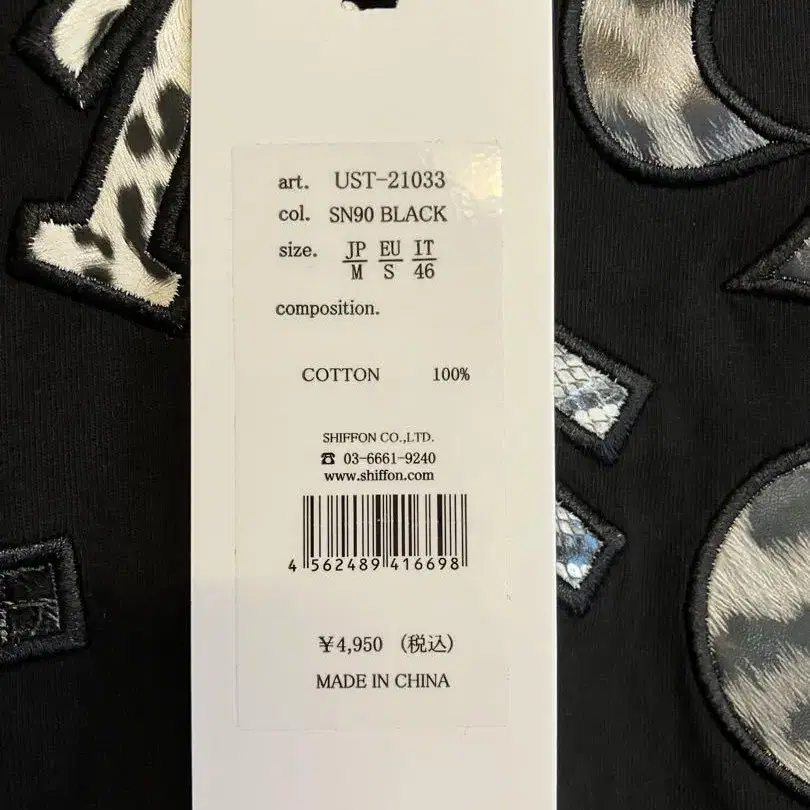 art. UST-21033
col. SN90 BLACK
size. JP EU IT
M S 46
composition.
COTTON 100%
SHIFFON CO.,LTD.
☎ 03-6661-9240
www.shiffon.com
4 562489 416698
¥4,950 (税込)
MADE IN CHINA